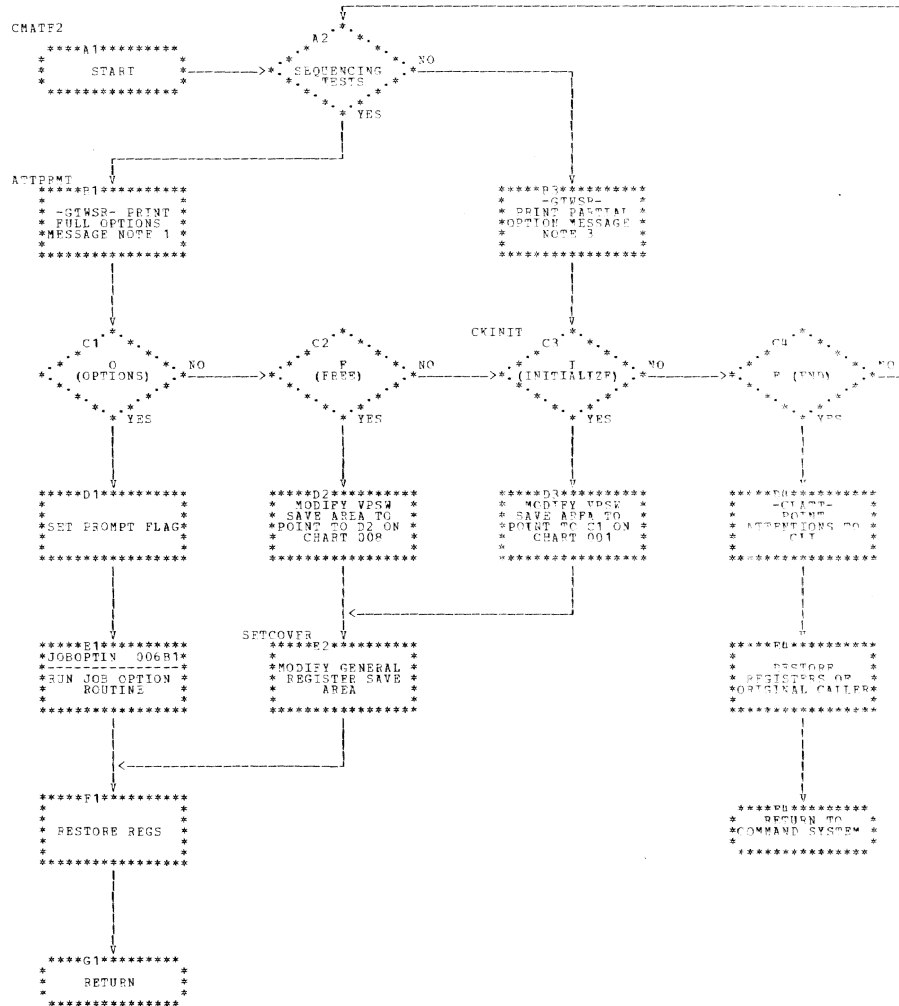 CMATF2
A1
START
A2
SEQUENCING
TESTS
NO
YES
ATTPRMT
B1
-GTWSR- PRINT
FULL OPTIONS
MESSAGE NOTE 1
B3
-GTWSR-
PRINT PARTIAL
OPTION MESSAGE
NOTE 3
C1
O
(OPTIONS)
NO
YES
C2
F
(FREE)
NO
YES
CKINIT
C3
I
(INITIALIZE)
NO
YES
C4
E (END)
NO
YES
D1
SET PROMPT FLAG
D2
MODIFY VPSW
SAVE AREA TO
POINT TO D2 ON
CHART 008
D3
MODIFY VPSW
SAVE AREA TO
POINT TO C1 ON
CHART 001
D4
-CLATT-
POINT
ATTENTIONS TO
CLI
E1
JOBOPTIN 006B1
RUN JOB OPTION
ROUTINE
SETCOVER
E2
MODIFY GENERAL
REGISTER SAVE
AREA
E4
RESTORE
REGISTERS OF
ORIGINAL CALLER
F1
RESTORE REGS
F4
RETURN TO
COMMAND SYSTEM
G1
RETURN